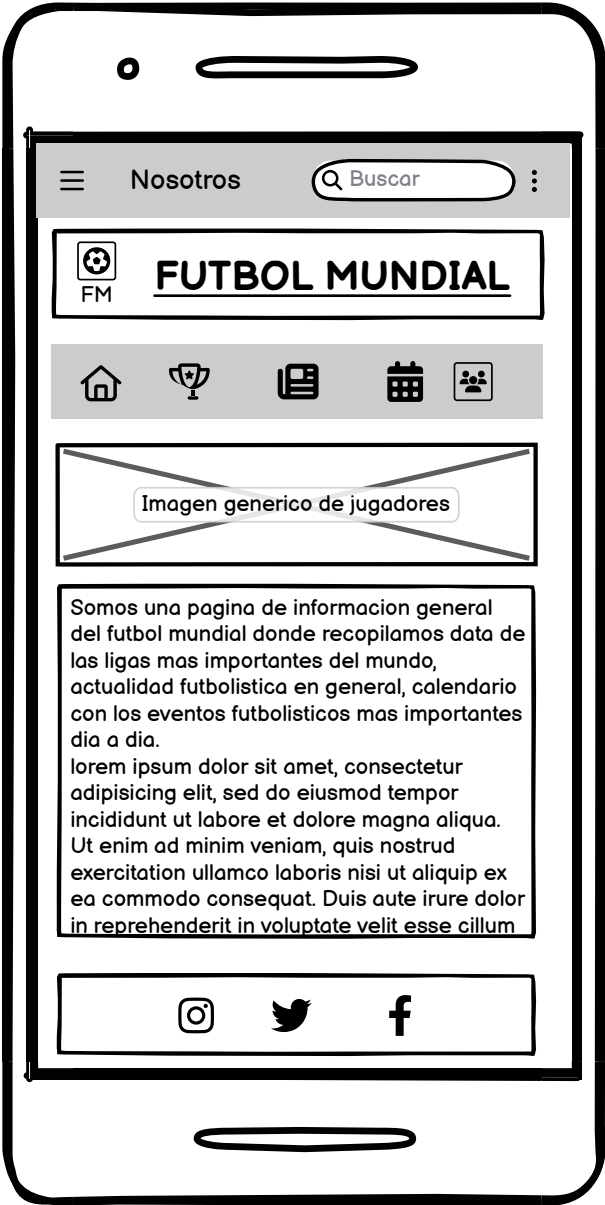 Nosotros
Buscar
FM
FUTBOL MUNDIAL
Imagen generico de jugadores
Somos una pagina de informacion general
del futbol mundial donde recopilamos data de
las ligas mas importantes del mundo,
actualidad futbolistica en general, calendario
con los eventos futbolisticos mas importantes
dia a dia.
lorem ipsum dolor sit amet, consectetur
adipisicing elit, sed do eiusmod tempor
incididunt ut labore et dolore magna aliqua.
Ut enim ad minim veniam, quis nostrud
exercitation ullamco laboris nisi ut aliquip ex
ea commodo consequat. Duis aute irure dolor
in reprehenderit in voluptate velit esse cillum